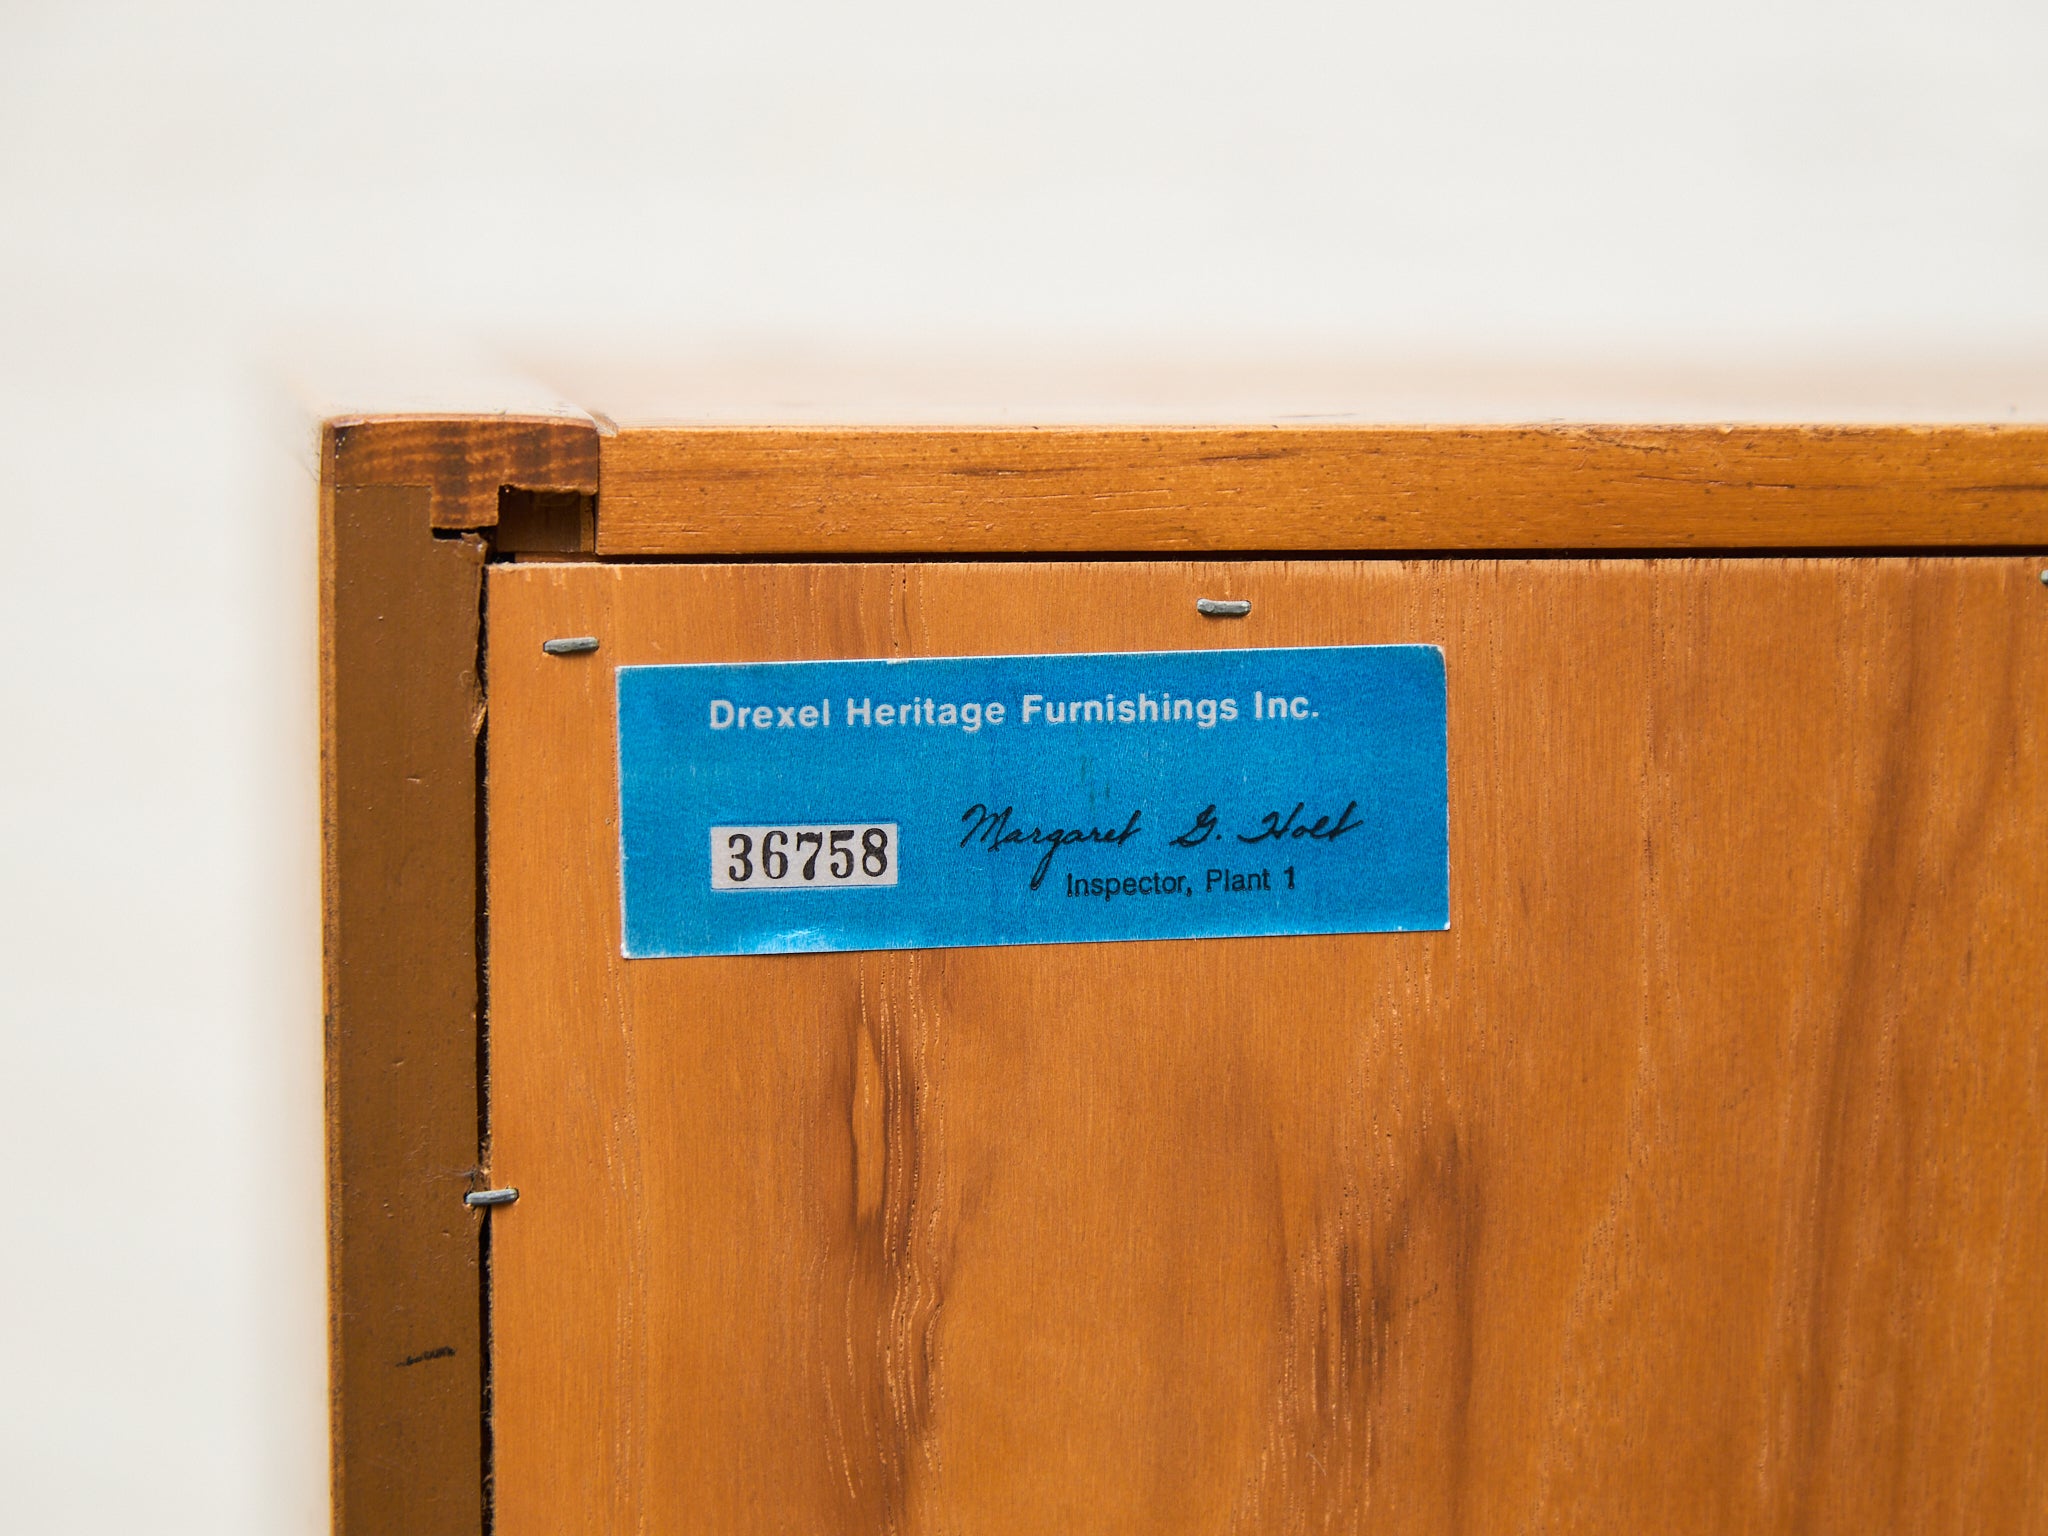 Drexel Heritage Furnishings Inc.
36758
Margaret G. Holt
Inspector, Plant 1